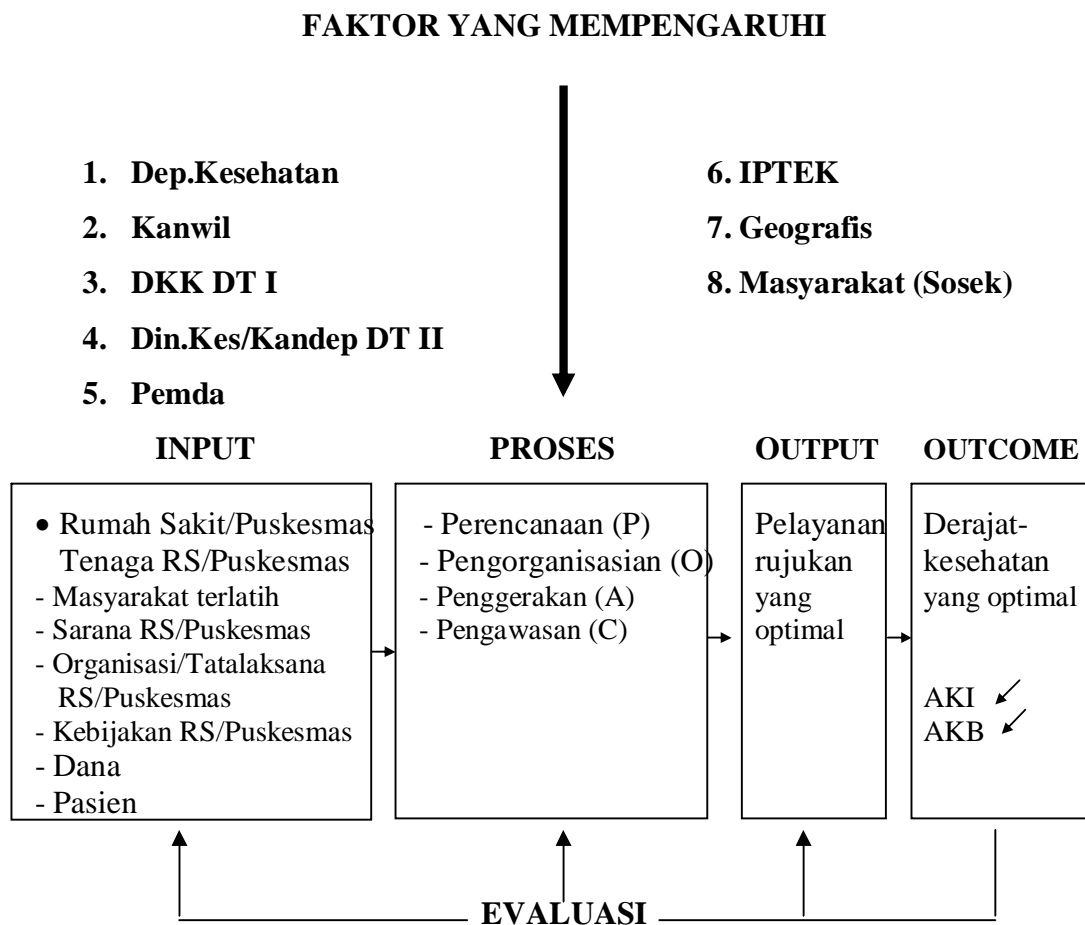 FAKTOR YANG MEMPENGARUHI
1. Dep.Kesehatan
2. Kanwil
3. DKK DT I
4. Din.Kes/Kandep DT II
5. Pemda
6. IPTEK
7. Geografis
8. Masyarakat (Sosek)
INPUT
• Rumah Sakit/Puskesmas
Tenaga RS/Puskesmas
- Masyarakat terlatih
- Sarana RS/Puskesmas
- Organisasi/Tatalaksana
RS/Puskesmas
- Kebijakan RS/Puskesmas
- Dana
- Pasien
PROSES
- Perencanaan (P)
- Pengorganisasian (O)
- Penggerakan (A)
- Pengawasan (C)
OUTPUT
Pelayanan
rujukan
yang
optimal
OUTCOME
Derajat-
kesehatan
yang optimal
AKI
AKB
EVALUASI